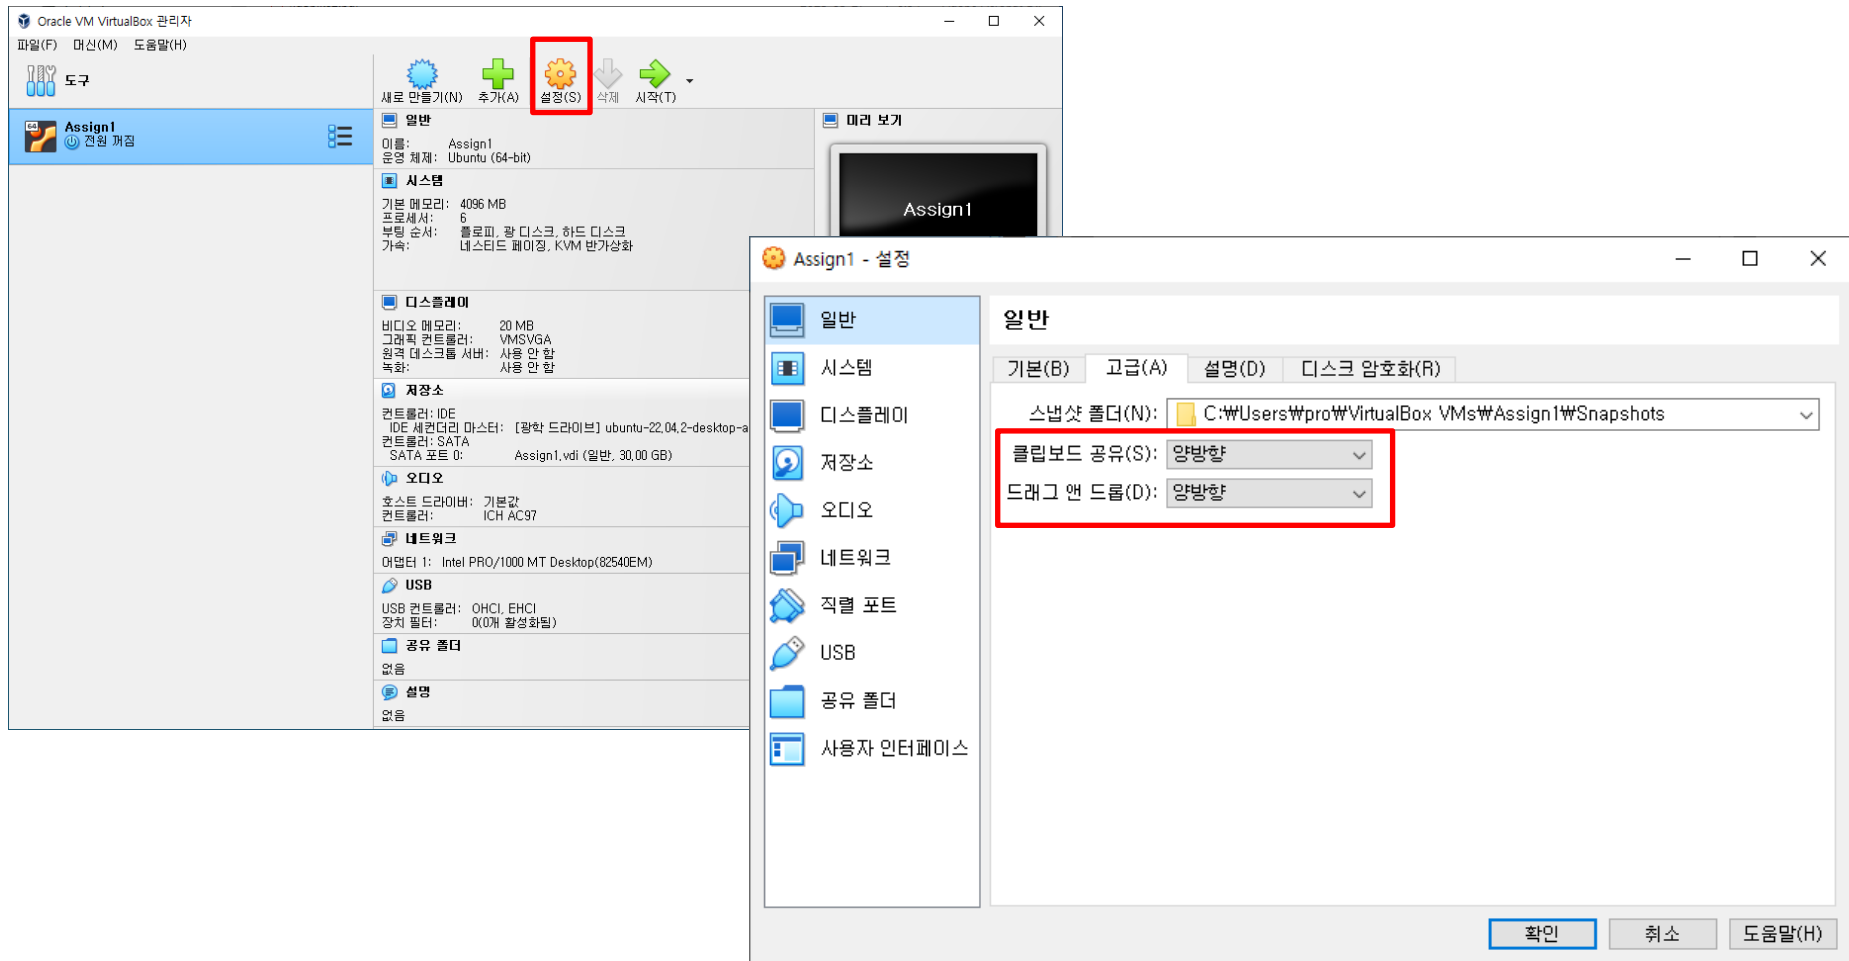 Oracle VM VirtualBox 관리자
파일(F) 머신(M) 도움말(H)
도구
새로 만들기(N) 추가(A) 설정(S) 삭제 시작(T)
64
Assign1
전원 꺼짐
일반
이름: Assign1
운영 체제: Ubuntu (64-bit)
시스템
기본 메모리: 4096 MB
프로세서: 6
부팅 순서: 플로피, 광 디스크, 하드 디스크
가속: 네스티드 페이징, KVM 반가상화
디스플레이
비디오 메모리: 20 MB
그래픽 컨트롤러: VMSVGA
원격 데스크톱 서버: 사용 안 함
녹화: 사용 안 함
저장소
컨트롤러: IDE
IDE 세컨더리 마스터: [광학 드라이브] ubuntu-22.04.2-desktop-a
컨트롤러: SATA
SATA 포트 0: Assign1.vdi (일반, 30.00 GB)
오디오
호스트 드라이버: 기본값
컨트롤러: ICH AC97
네트워크
어댑터 1: Intel PRO/1000 MT Desktop(82540EM)
USB
USB 컨트롤러: OHCI, EHCI
장치 필터: 0(0개 활성화됨)
공유 폴더
없음
설명
없음
미리 보기
Assign1
Assign1 - 설정
일반
시스템
디스플레이
저장소
오디오
네트워크
직렬 포트
USB
공유 폴더
사용자 인터페이스
일반
기본(B) 고급(A) 설명(D) 디스크 암호화(R)
스냅샷 폴더(N): C:₩Users₩pro₩VirtualBox VMs₩Assign1₩Snapshots
클립보드 공유(S): 양방향
드래그 앤 드롭(D): 양방향
확인 취소 도움말(H)